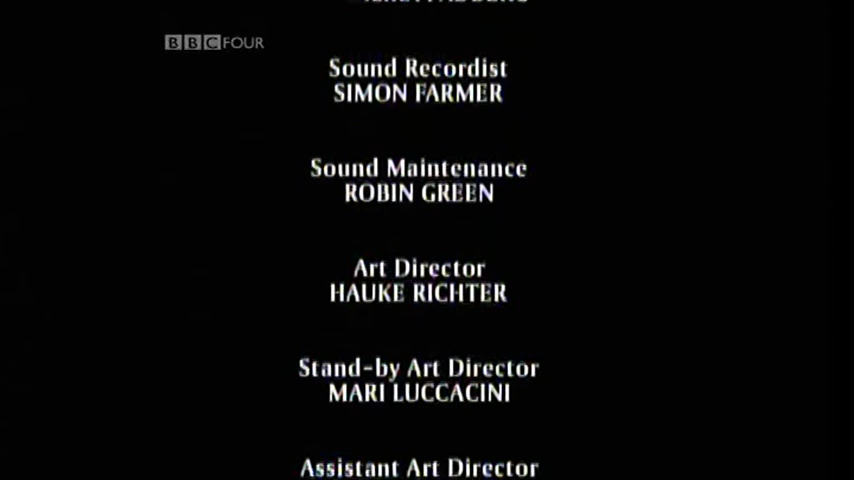 BBC FOUR
Sound Recordist
SIMON FARMER
Sound Maintenance
ROBIN GREEN
Art Director
HAUKE RICHTER
Stand-by Art Director
MARI LUCCACINI
Assistant Art Director